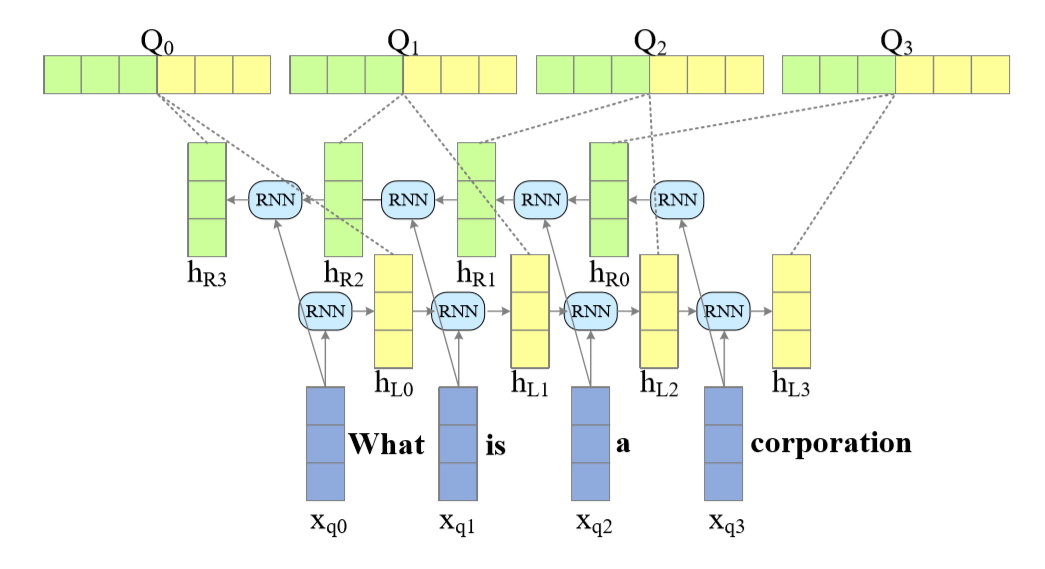 Q0 Q1 Q2 Q3
RNN RNN RNN RNN
hR3 hR2 hR1 hR0
RNN RNN RNN RNN
hL0 hL1 hL2 hL3
What is a corporation
xq0 xq1 xq2 xq3